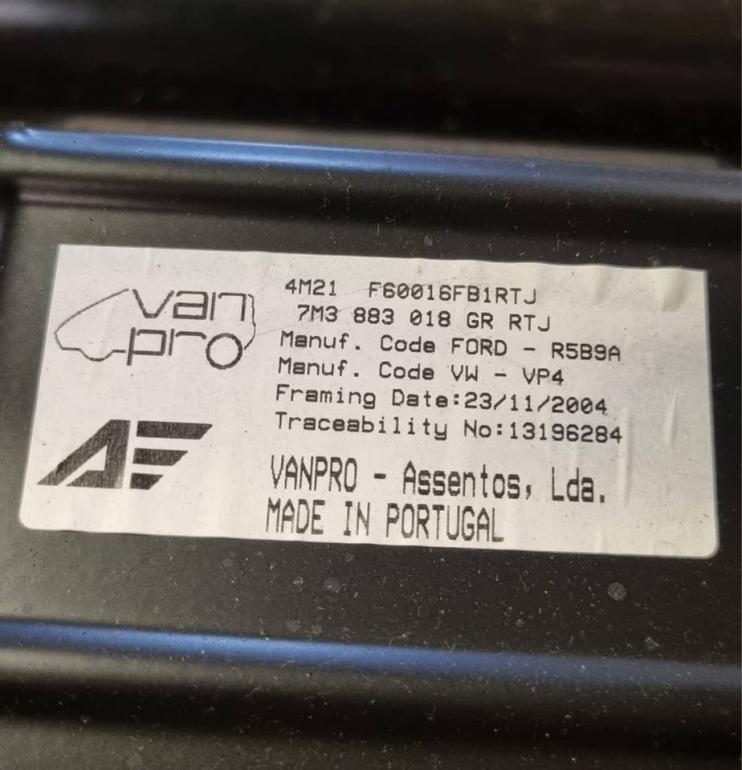 van
pro
4M21 F60016FB1RTJ
7M3 883 018 GR RTJ
Manuf. Code FORD - R5B9A
Manuf. Code VW - VP4
Framing Date:23/11/2004
Traceability No:13196284
AE
VANPRO - Assentos, Lda.
MADE IN PORTUGAL